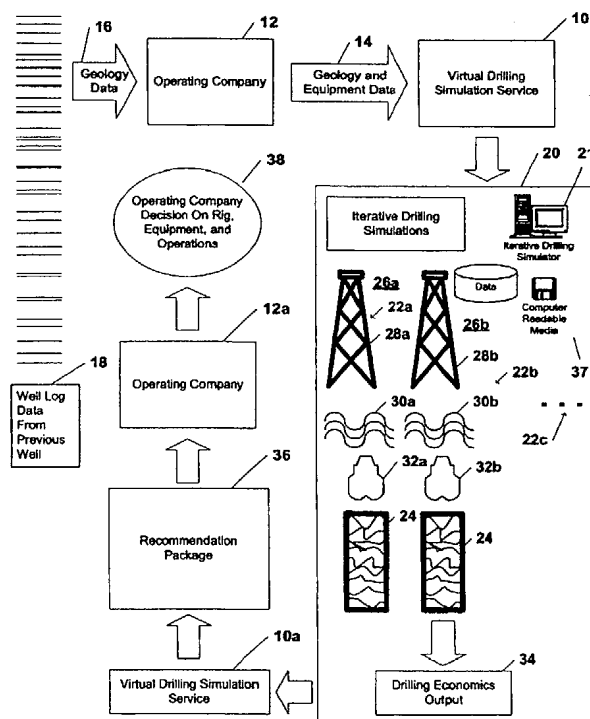 16
12
14
10
Geology
Data
Operating Company
Geology and
Equipment Data
Virtual Drilling
Simulation Service
38
20
21
Operating Company
Decision On Rig,
Equipment, and
Operations
Iterative Drilling
Simulations
Iterative Drilling
Simulator
26a
22a
28a
26b
28b
Data
Computer
Readable
Media
37
22b
22c
12a
Operating Company
18
Well Log
Data
From
Previous
Well
30a
30b
32a
32b
36
Recommendation
Package
24
24
10a
Virtual Drilling Simulation
Service
34
Drilling Economics
Output